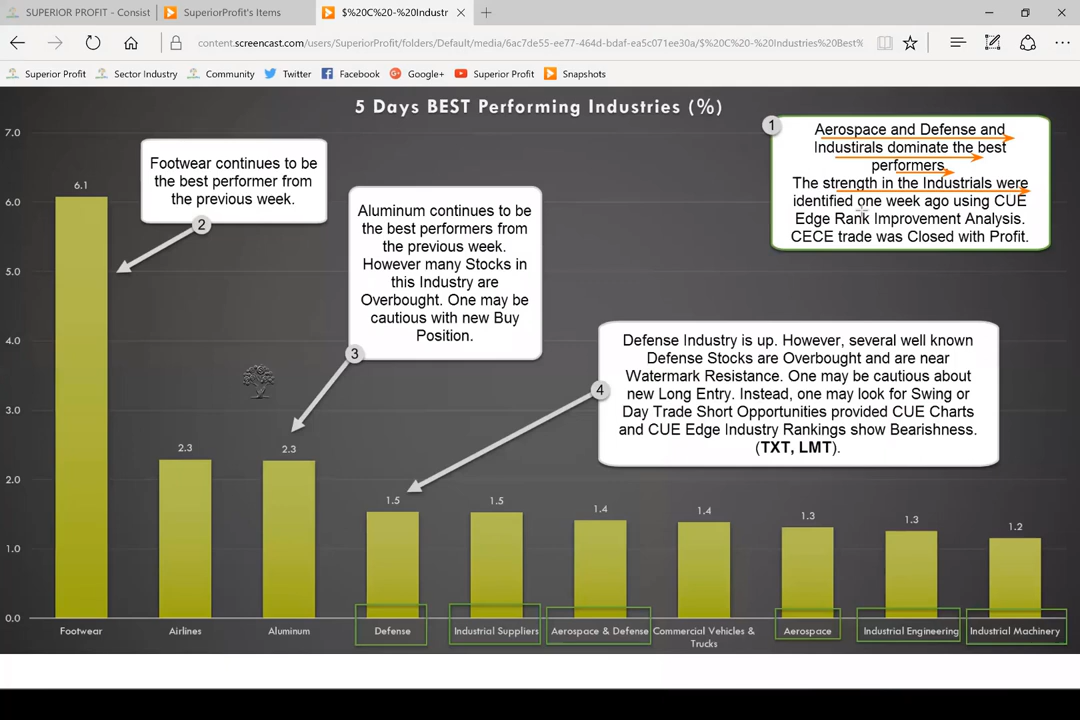 SUPERIOR PROFIT - Consist
SuperiorProfit's Items
$%20C%20-%20Industr
content.screencast.com/users/SuperiorProfit/folders/Default/media/6ac7de55-ee77-464d-bdaf-ea5c071ee30a/$%20C%20-%20Industries%20Best%
Superior Profit
Sector Industry
Community
Twitter
Facebook
Google+
Superior Profit
Snapshots
5 Days BEST Performing Industries (%)
1
Aerospace and Defense and
Industirals dominate the best
performers.
The strength in the Industrials were
identified one week ago using CUE
Edge Rank Improvement Analysis.
CECE trade was Closed with Profit.
Footwear continues to be
the best performer from
the previous week.
2
Aluminum continues to be
the best performers from
the previous week.
However many Stocks in
this Industry are
Overbought. One may be
cautious with new Buy
Position.
3
Defense Industry is up. However, several well known
Defense Stocks are Overbought and are near
Watermark Resistance. One may be cautious about
new Long Entry. Instead, one may look for Swing or
Day Trade Short Opportunities provided CUE Charts
and CUE Edge Industry Rankings show Bearishness.
(TXT, LMT).
4
7.0
6.0
5.0
4.0
3.0
2.0
1.0
0.0
6.1
2.3
2.3
1.5
1.5
1.4
1.4
1.3
1.3
1.2
Footwear
Airlines
Aluminum
Defense
Industrial Suppliers
Aerospace & Defense
Commercial Vehicles &
Trucks
Aerospace
Industrial Engineering
Industrial Machinery